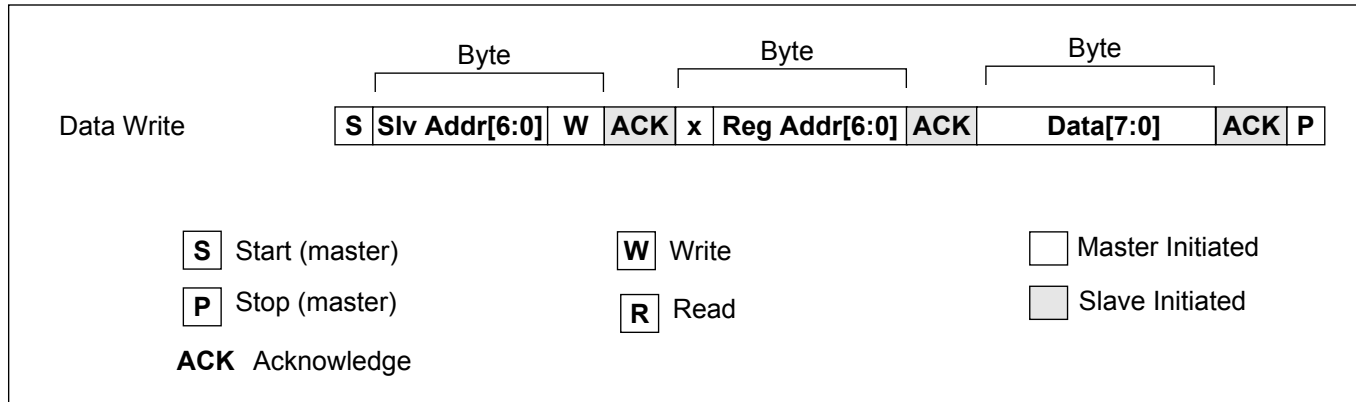 Byte Byte Byte
Data Write S Slv Addr[6:0] W ACK x Reg Addr[6:0] ACK Data[7:0] ACK P
S Start (master) W Write Master Initiated
P Stop (master) R Read Slave Initiated
ACK Acknowledge